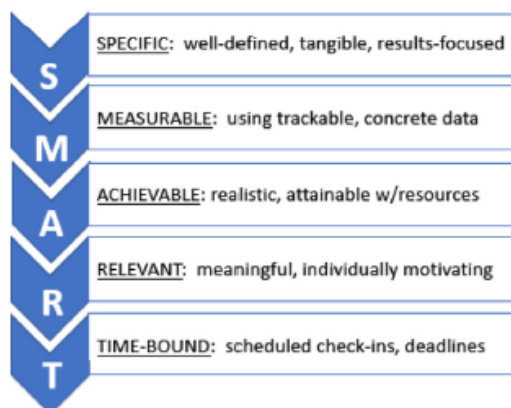 S
SPECIFIC: well-defined, tangible, results-focused
M
MEASURABLE: using trackable, concrete data
A
ACHIEVABLE: realistic, attainable w/resources
R
RELEVANT: meaningful, individually motivating
T
TIME-BOUND: scheduled check-ins, deadlines